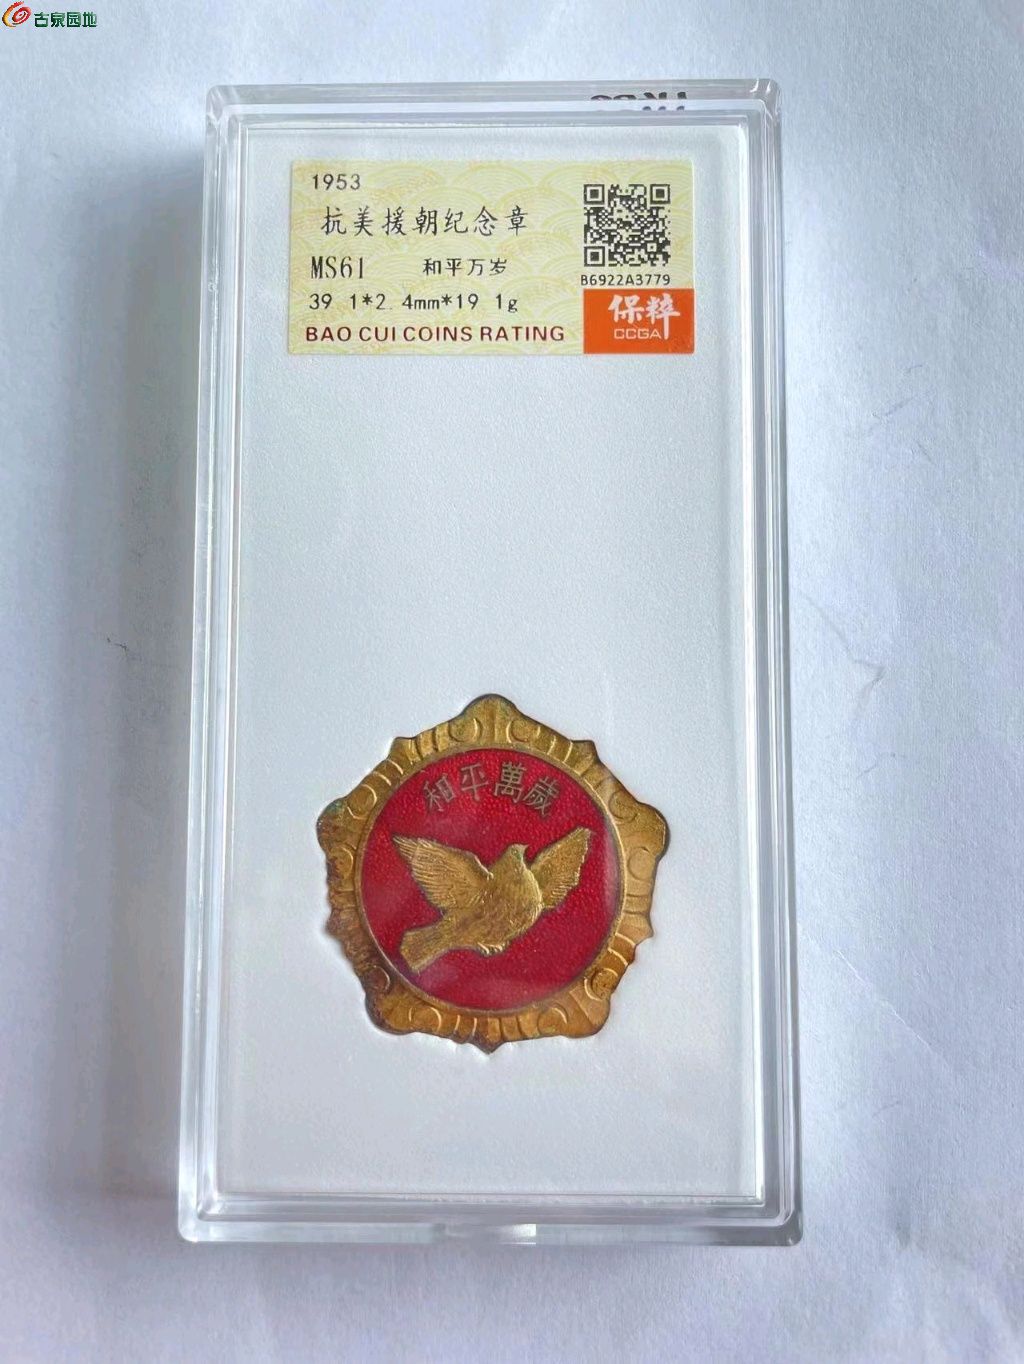 古泉园地
1953
抗美援朝纪念章
MS61 和平万岁
39 1*2 4mm*19 1g
BAO CUI COINS RATING
B6922A3779
保粹
CCGA
和平萬歲